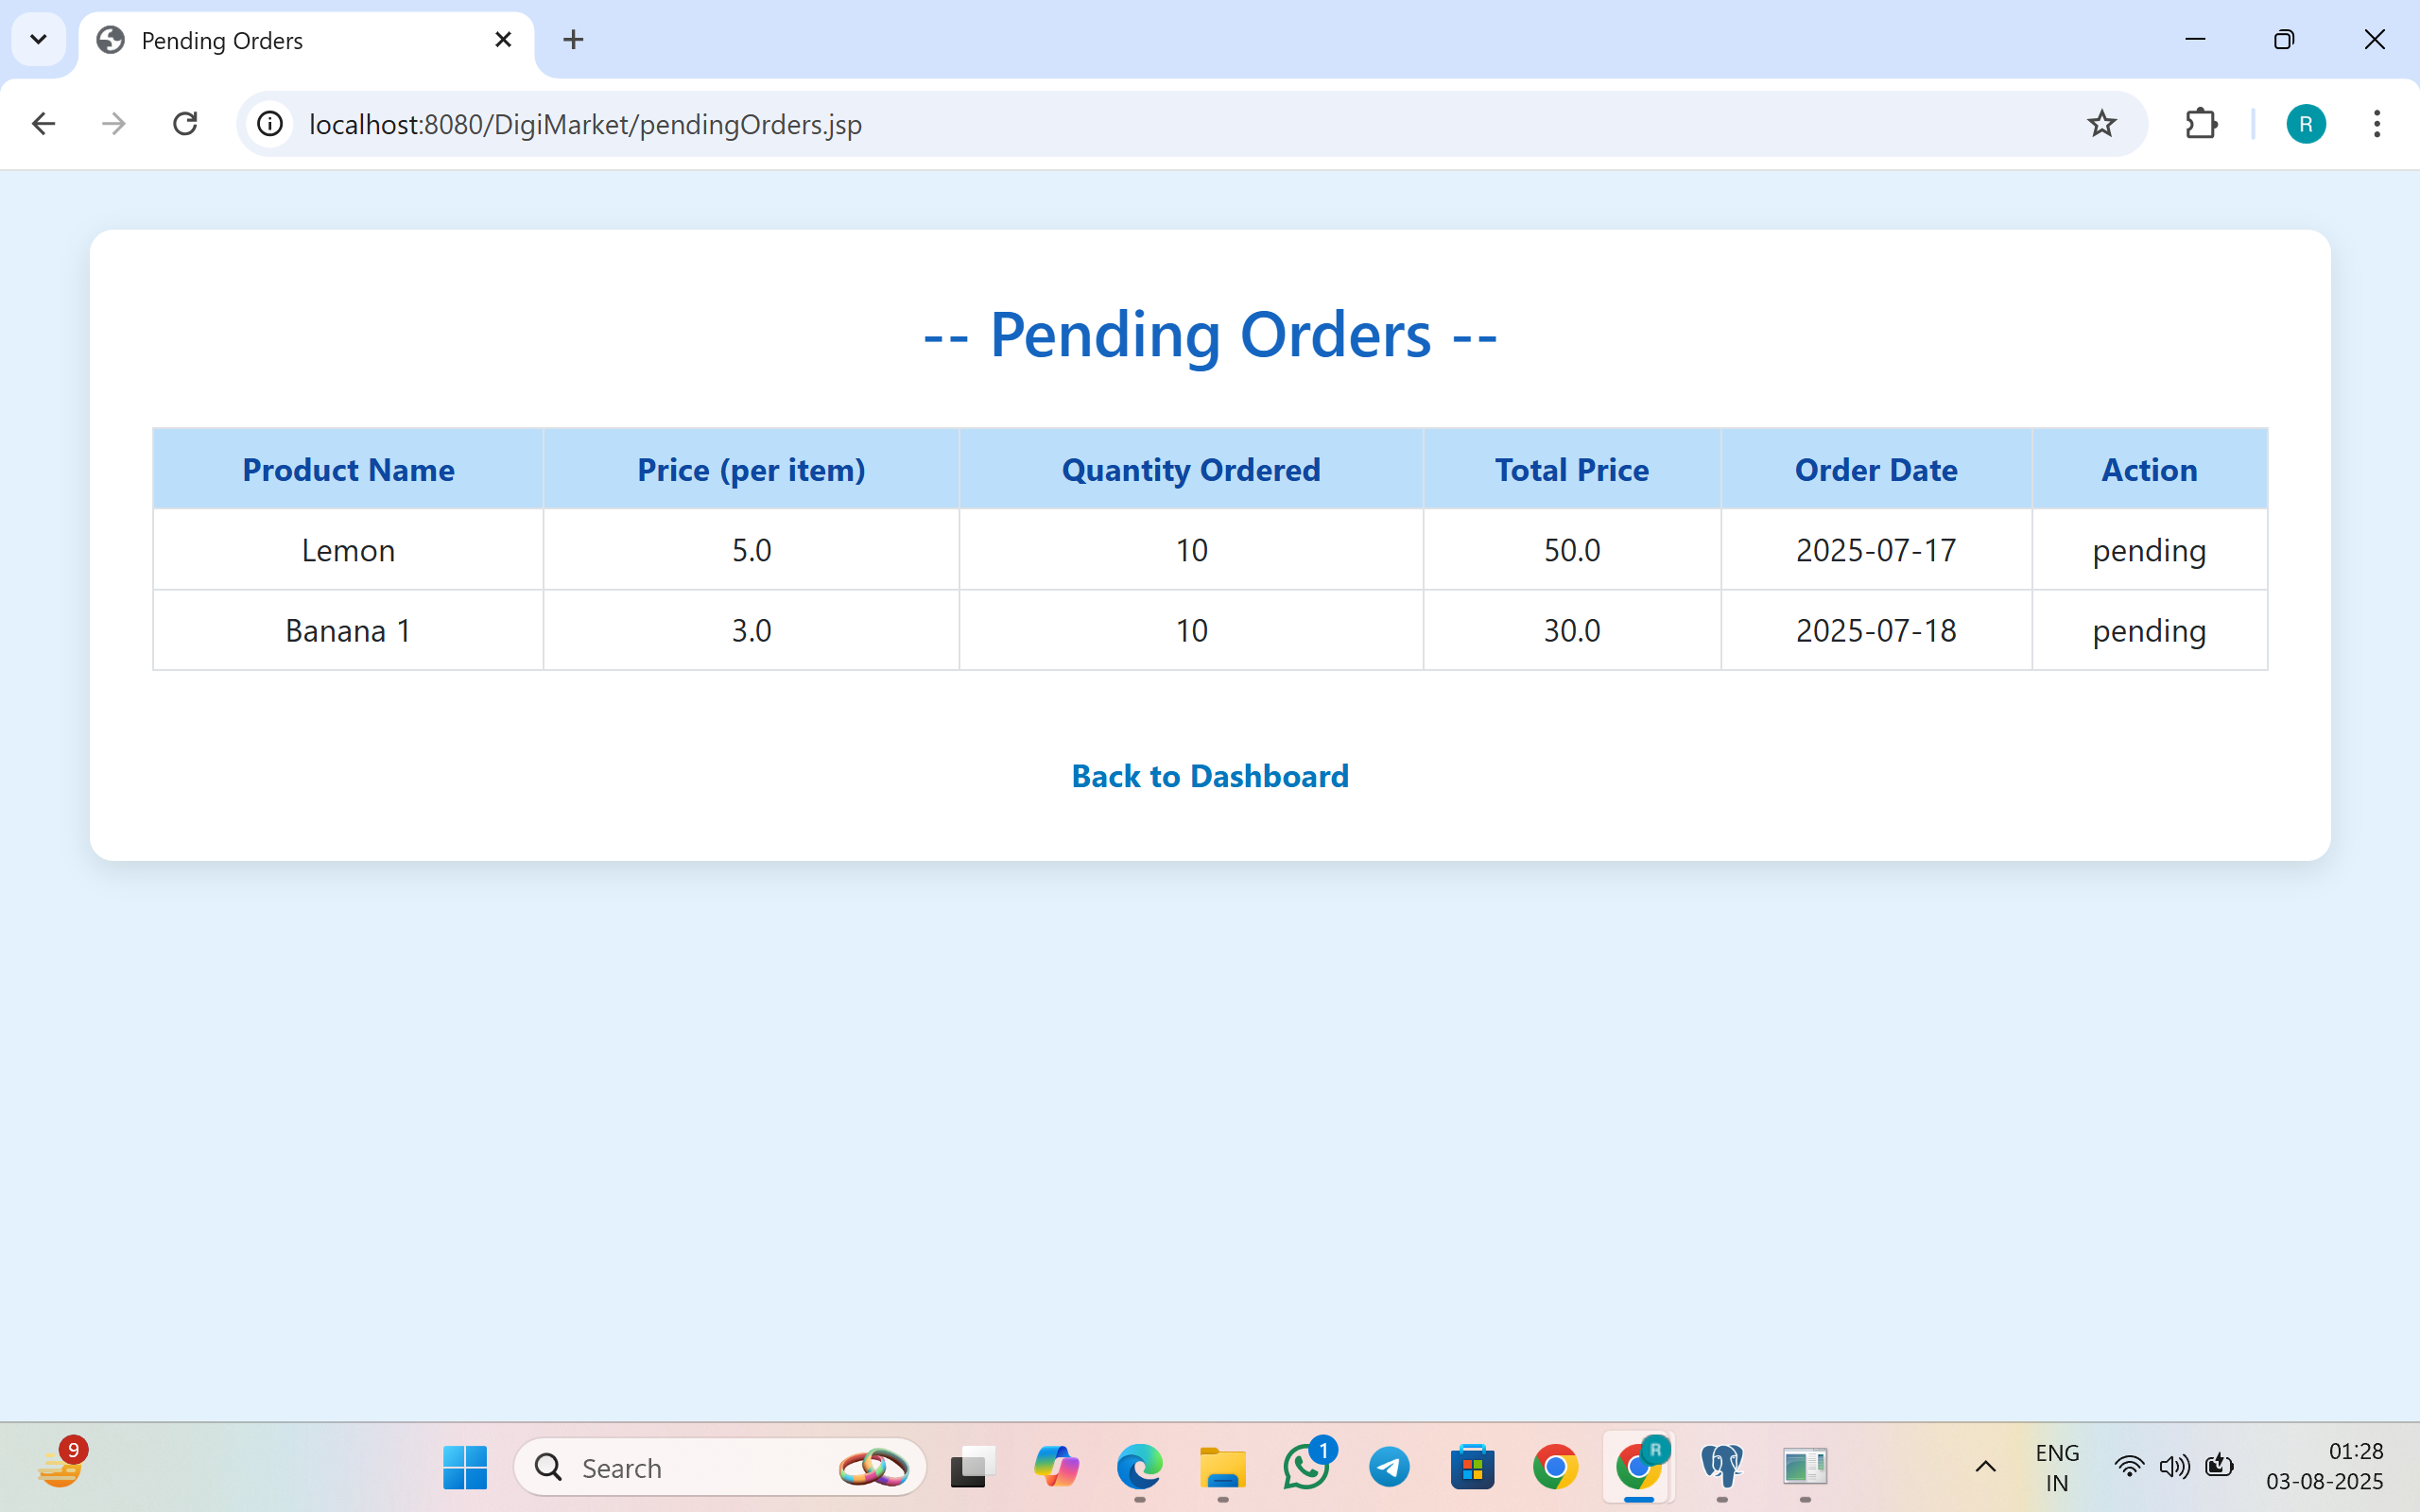 Pending Orders
localhost:8080/DigiMarket/pendingOrders.jsp
R
-- Pending Orders --
Product Name Price (per item) Quantity Ordered Total Price Order Date Action
Lemon 5.0 10 50.0 2025-07-17 pending
Banana 1 3.0 10 30.0 2025-07-18 pending
Back to Dashboard
9
Search
1
R
ENG
IN
01:28
03-08-2025